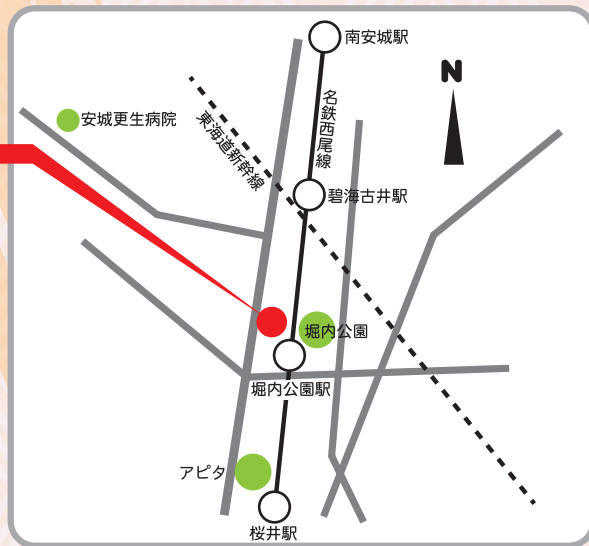 南安城駅
N
名鉄西尾線
安城更生病院
東海道新幹線
碧海古井駅
堀内公園
堀内公園駅
アピタ
桜井駅